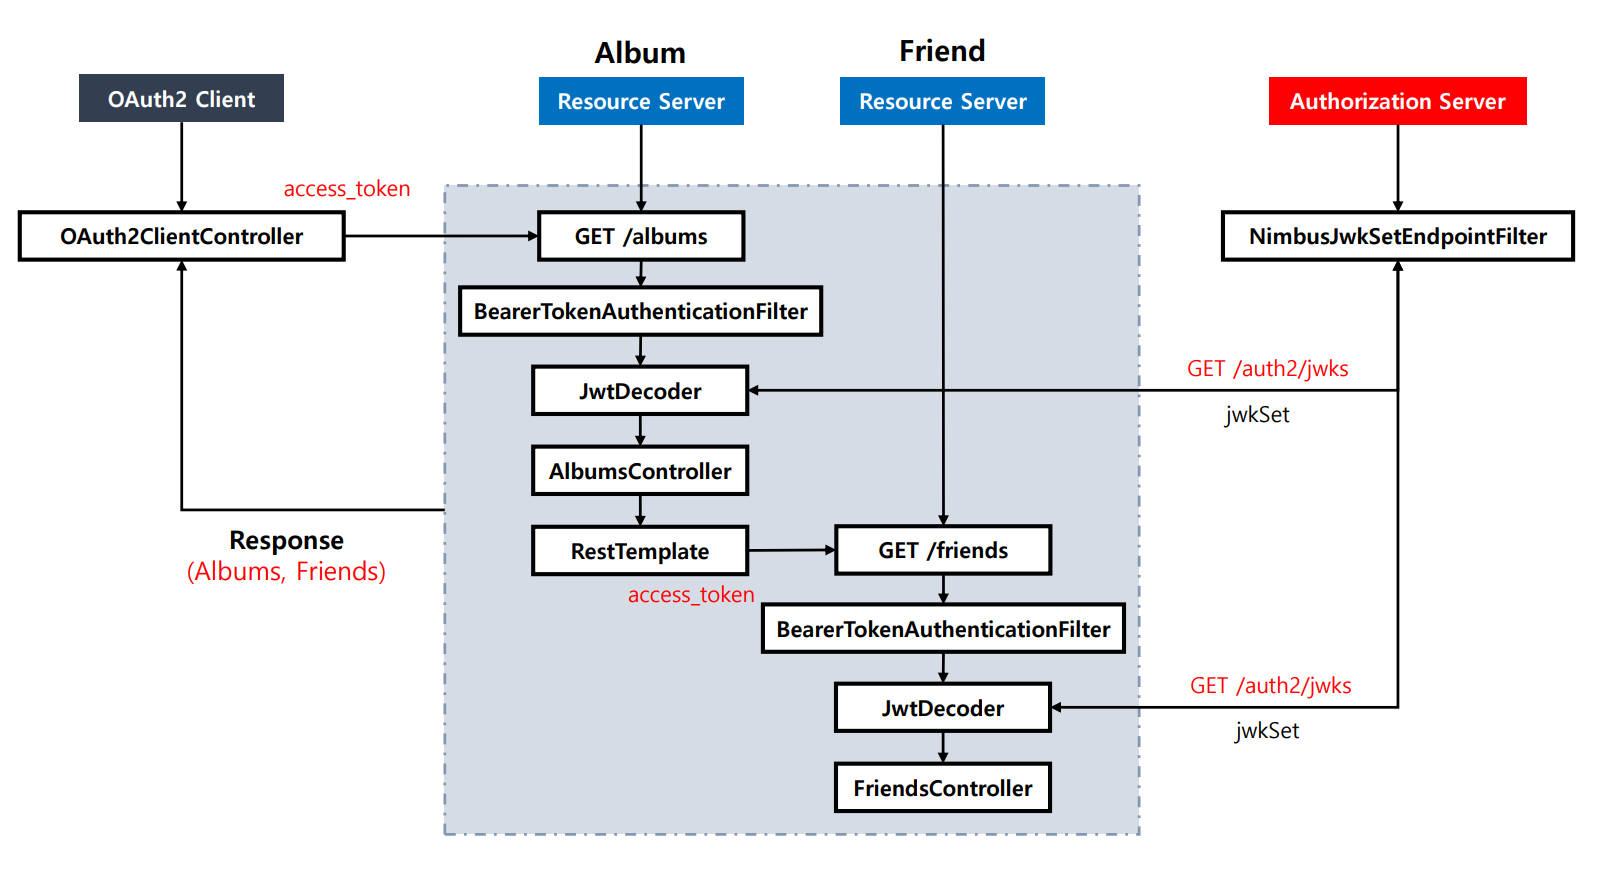 Album
Friend
OAuth2 Client
Resource Server
Resource Server
Authorization Server
access_token
OAuth2ClientController
GET /albums
NimbusJwkSetEndpointFilter
BearerTokenAuthenticationFilter
JwtDecoder
GET /auth2/jwks
jwkSet
AlbumsController
Response
(Albums, Friends)
RestTemplate
GET /friends
access_token
BearerTokenAuthenticationFilter
JwtDecoder
GET /auth2/jwks
jwkSet
FriendsController